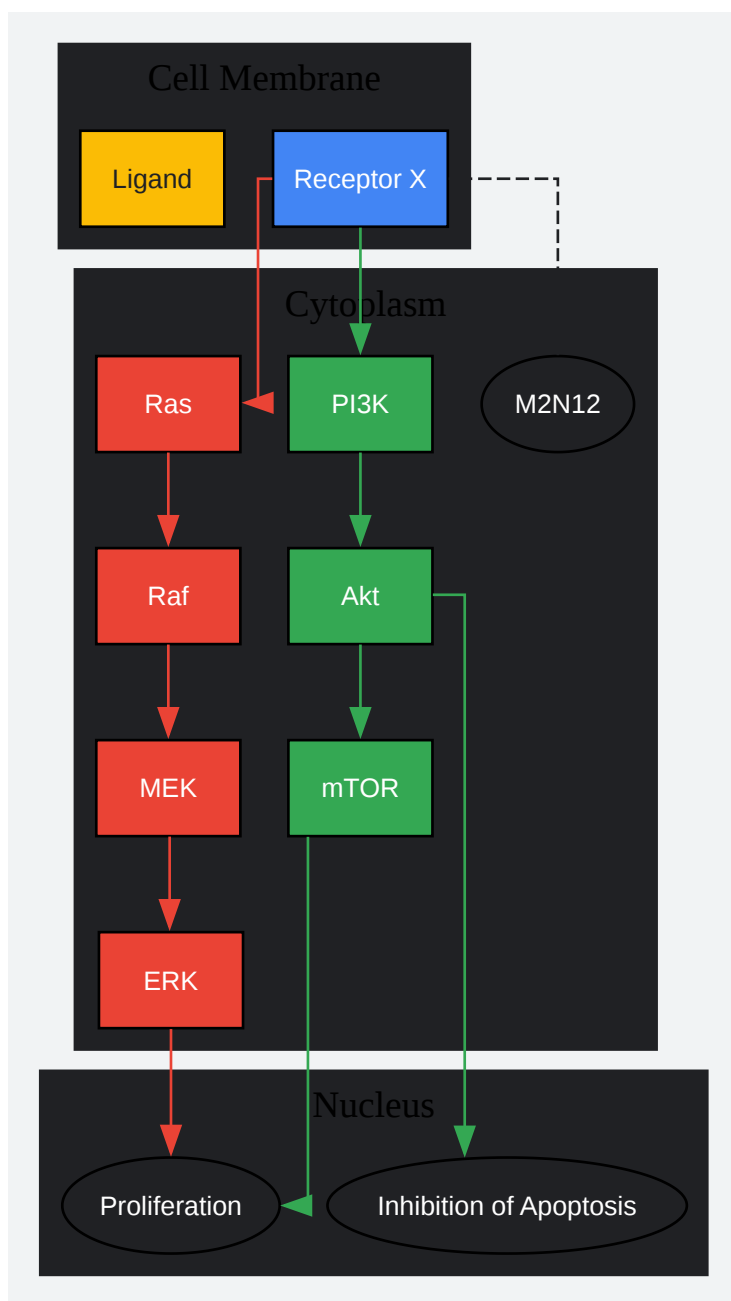 Cell Membrane
Ligand
Receptor X
Cytoplasm
Ras
PI3K
M2N12
Raf
Akt
MEK
mTOR
ERK
Nucleus
Proliferation
Inhibition of Apoptosis